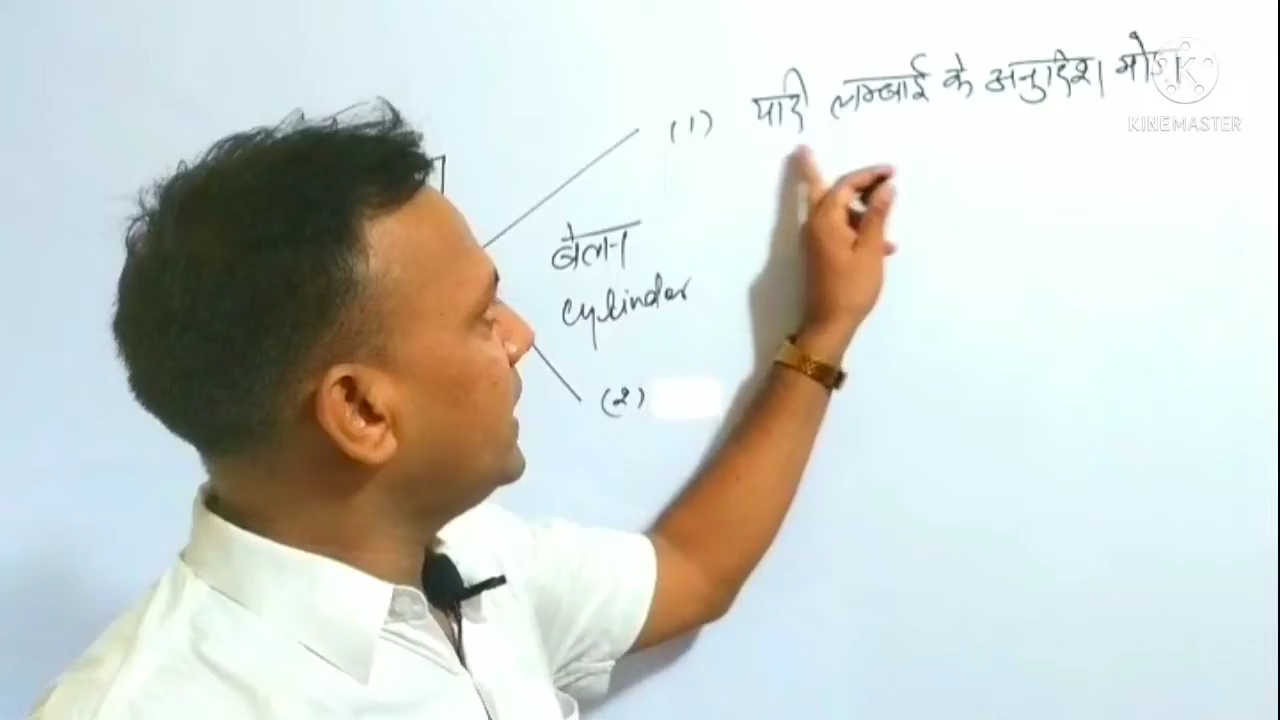 (1) यदि लम्बाई के अनुदिश
बेलन
cylinder
(2)
K
KINEMASTER